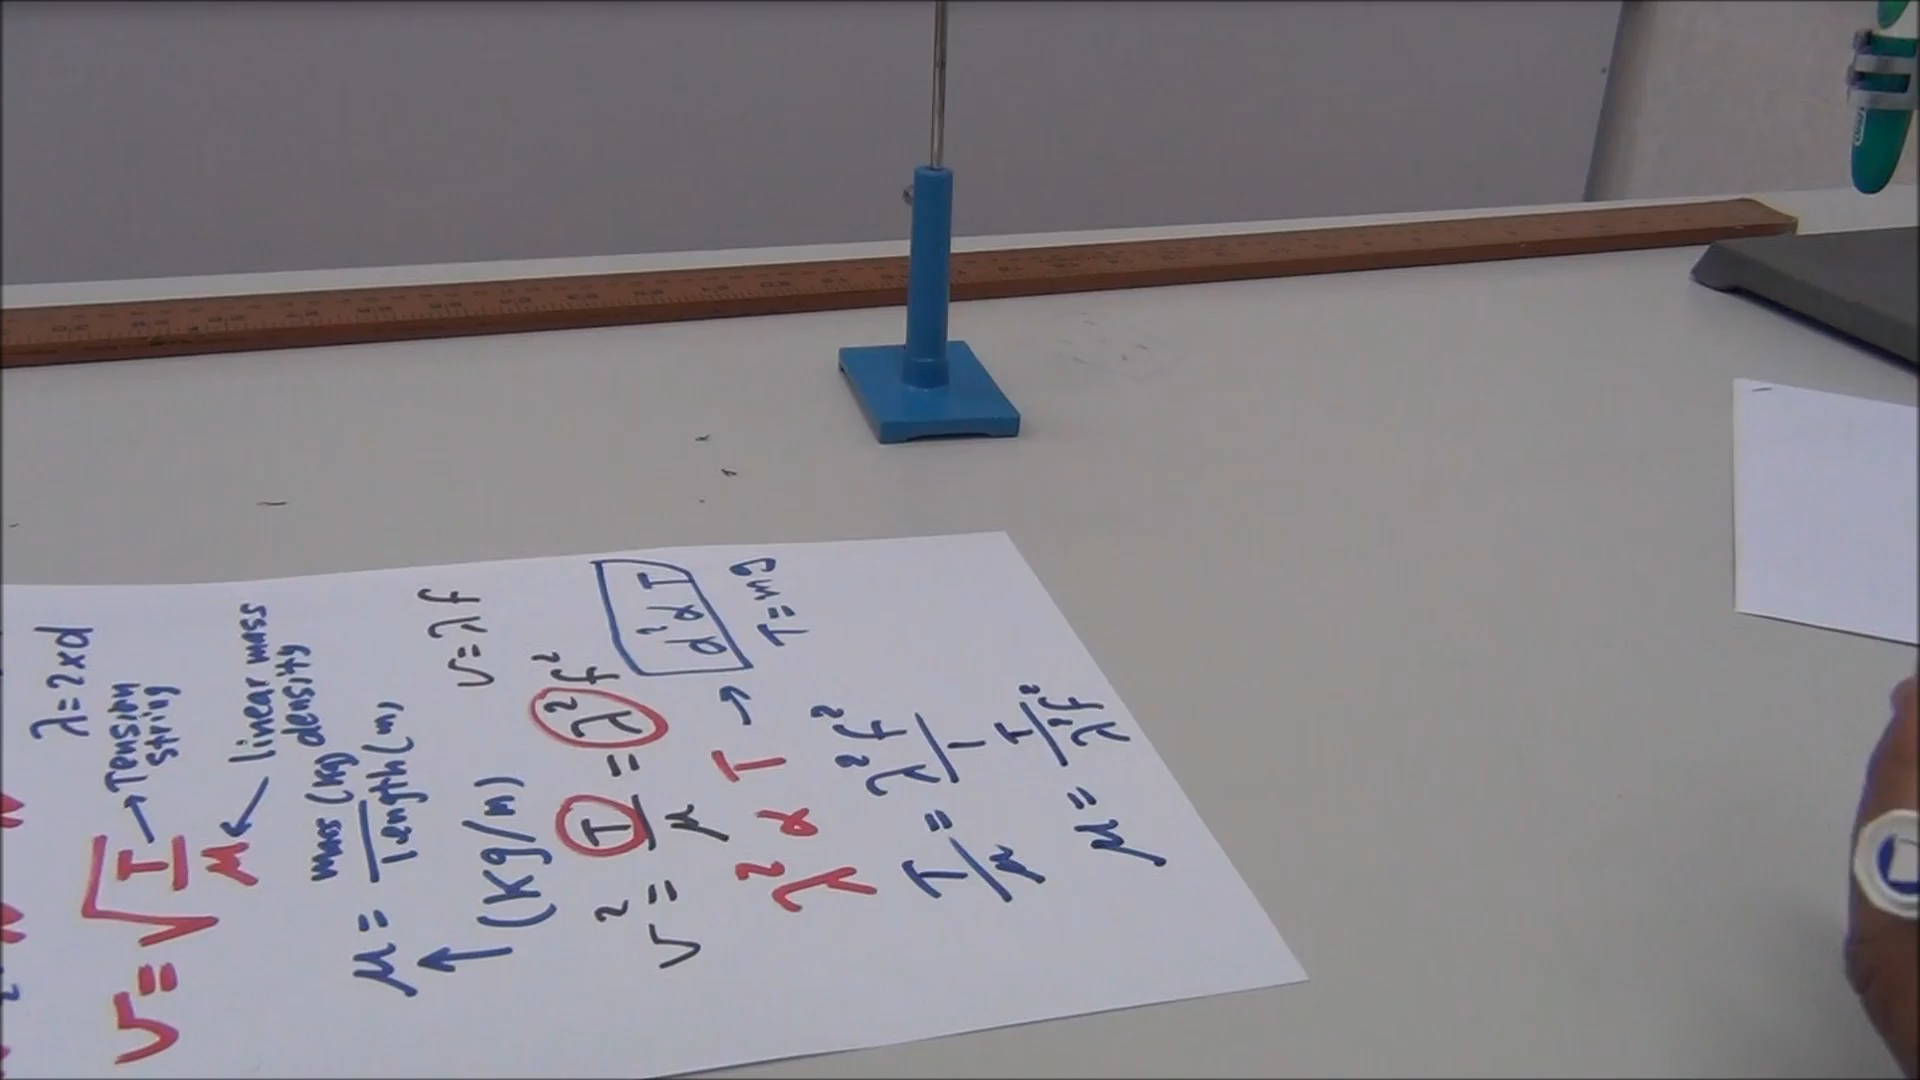 λ = 2 x d
v = √(T/μ)
→ Tension
string
← linear mass
density
μ = mass (kg) / length (m)
↑ (Kg/m)
v = λ f
v² = T/μ = λ² f²
λ² α T → d² α T
T = mg
T/μ = λ² f² / 1
μ = T / λ² f²